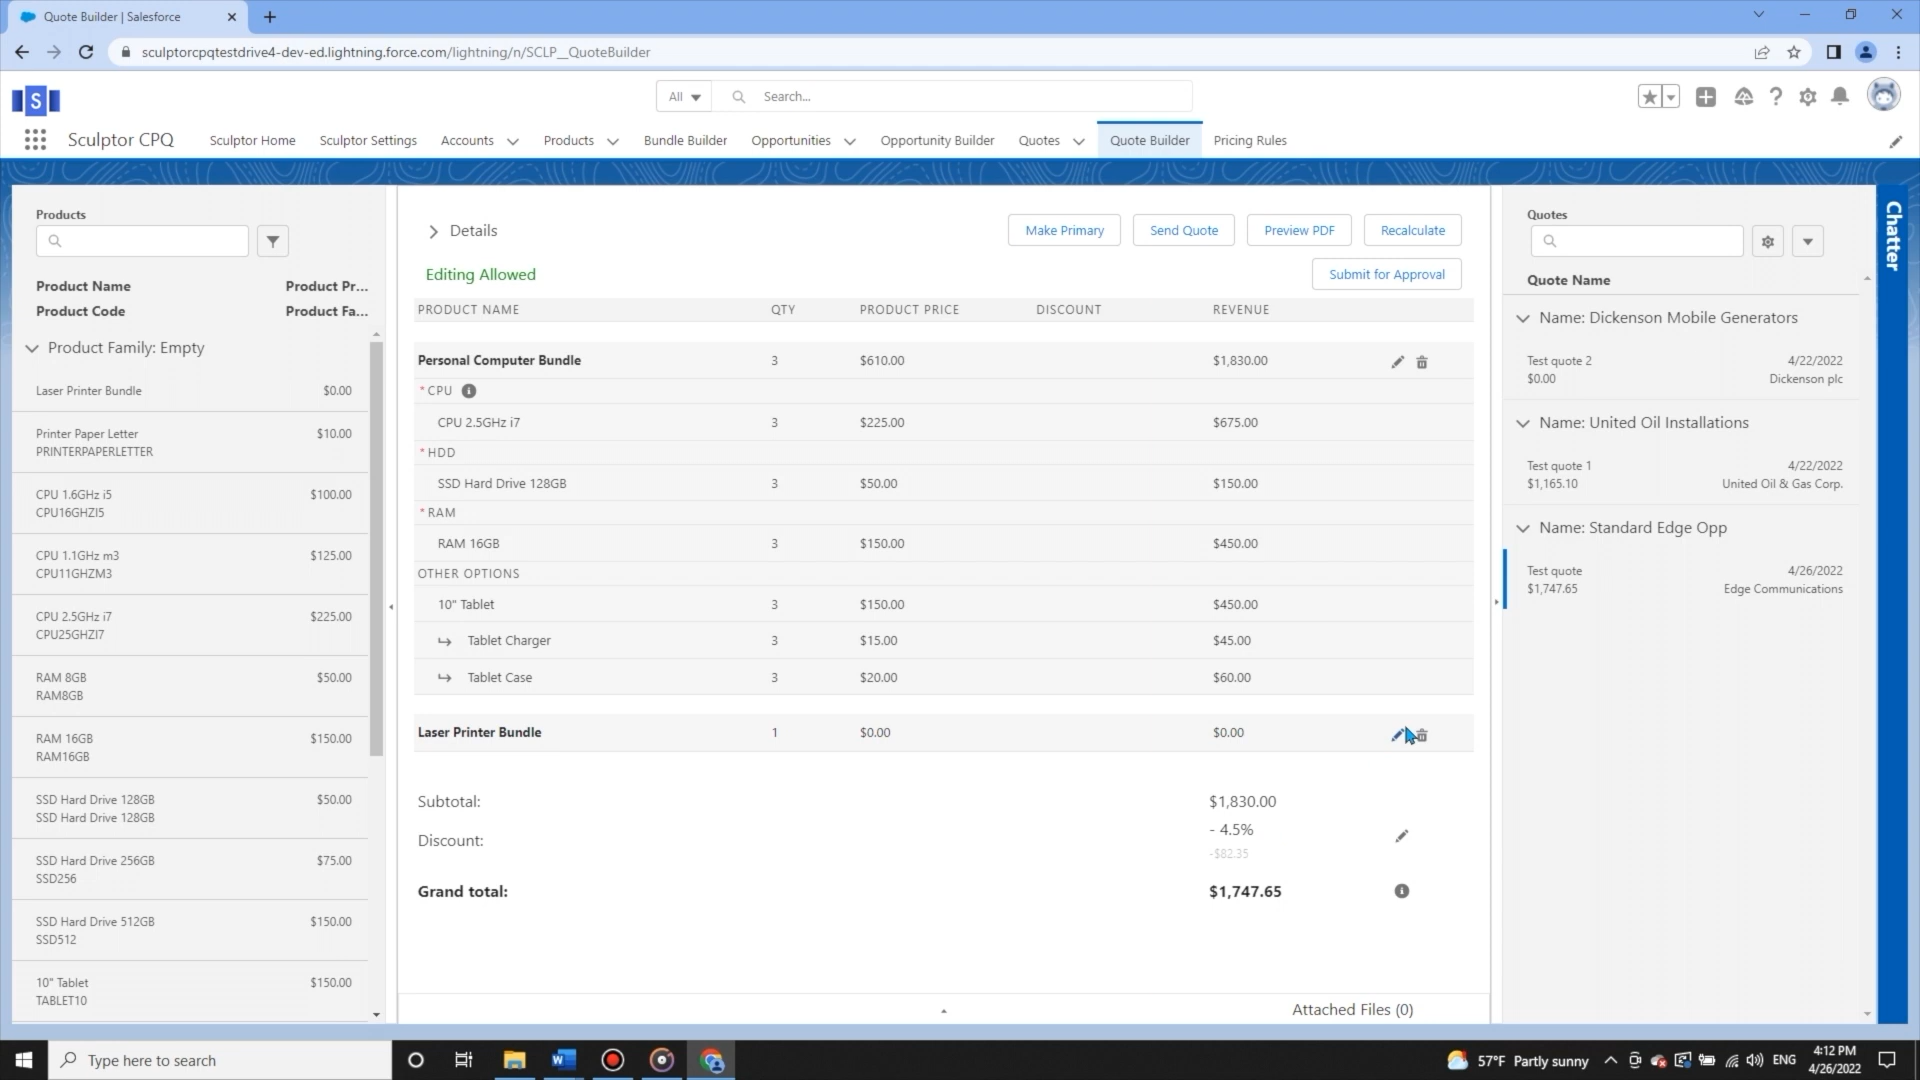 Quote Builder | Salesforce
sculptorcpqtestdrive4-dev-ed.lightning.force.com/lightning/n/SCLP__QuoteBuilder
S
All
Search...
Sculptor CPQ
Sculptor Home
Sculptor Settings
Accounts
Products
Bundle Builder
Opportunities
Opportunity Builder
Quotes
Quote Builder
Pricing Rules
Products
Product Name Product Pr...
Product Code Product Fa...
Product Family: Empty
Laser Printer Bundle $0.00
Printer Paper Letter $10.00
PRINTERPAPERLETTER
CPU 1.6GHz i5 $100.00
CPU16GHZI5
CPU 1.1GHz m3 $125.00
CPU11GHZM3
CPU 2.5GHz i7 $225.00
CPU25GHZI7
RAM 8GB $50.00
RAM8GB
RAM 16GB $150.00
RAM16GB
SSD Hard Drive 128GB $50.00
SSD Hard Drive 128GB
SSD Hard Drive 256GB $75.00
SSD256
SSD Hard Drive 512GB $150.00
SSD512
10" Tablet $150.00
TABLET10
Details
Make Primary
Send Quote
Preview PDF
Recalculate
Editing Allowed
Submit for Approval
PRODUCT NAME QTY PRODUCT PRICE DISCOUNT REVENUE
Personal Computer Bundle 3 $610.00 $1,830.00
* CPU
CPU 2.5GHz i7 3 $225.00 $675.00
* HDD
SSD Hard Drive 128GB 3 $50.00 $150.00
* RAM
RAM 16GB 3 $150.00 $450.00
OTHER OPTIONS
10" Tablet 3 $150.00 $450.00
Tablet Charger 3 $15.00 $45.00
Tablet Case 3 $20.00 $60.00
Laser Printer Bundle 1 $0.00 $0.00
Subtotal: $1,830.00
Discount: - 4.5%
-$82.35
Grand total: $1,747.65
Attached Files (0)
Quotes
Quote Name
Name: Dickenson Mobile Generators
Test quote 2 4/22/2022
$0.00 Dickenson plc
Name: United Oil Installations
Test quote 1 4/22/2022
$1,165.10 United Oil & Gas Corp.
Name: Standard Edge Opp
Test quote 4/26/2022
$1,747.65 Edge Communications
Chatter
Type here to search
57°F Partly sunny
ENG
4:12 PM
4/26/2022